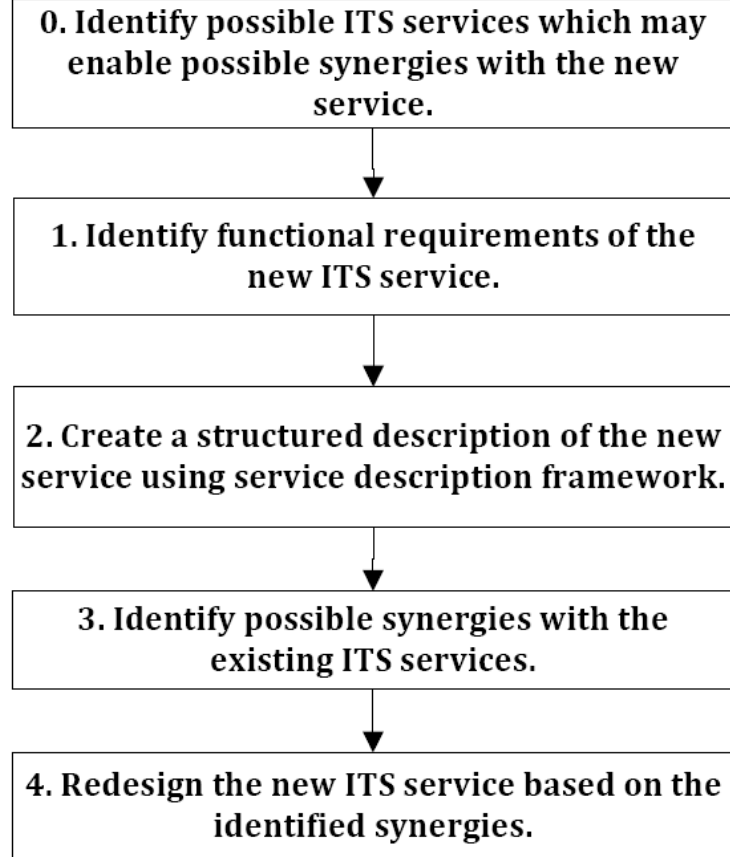 0. Identify possible ITS services which may
enable possible synergies with the new
service.
1. Identify functional requirements of the
new ITS service.
2. Create a structured description of the new
service using service description framework.
3. Identify possible synergies with the
existing ITS services.
4. Redesign the new ITS service based on the
identified synergies.